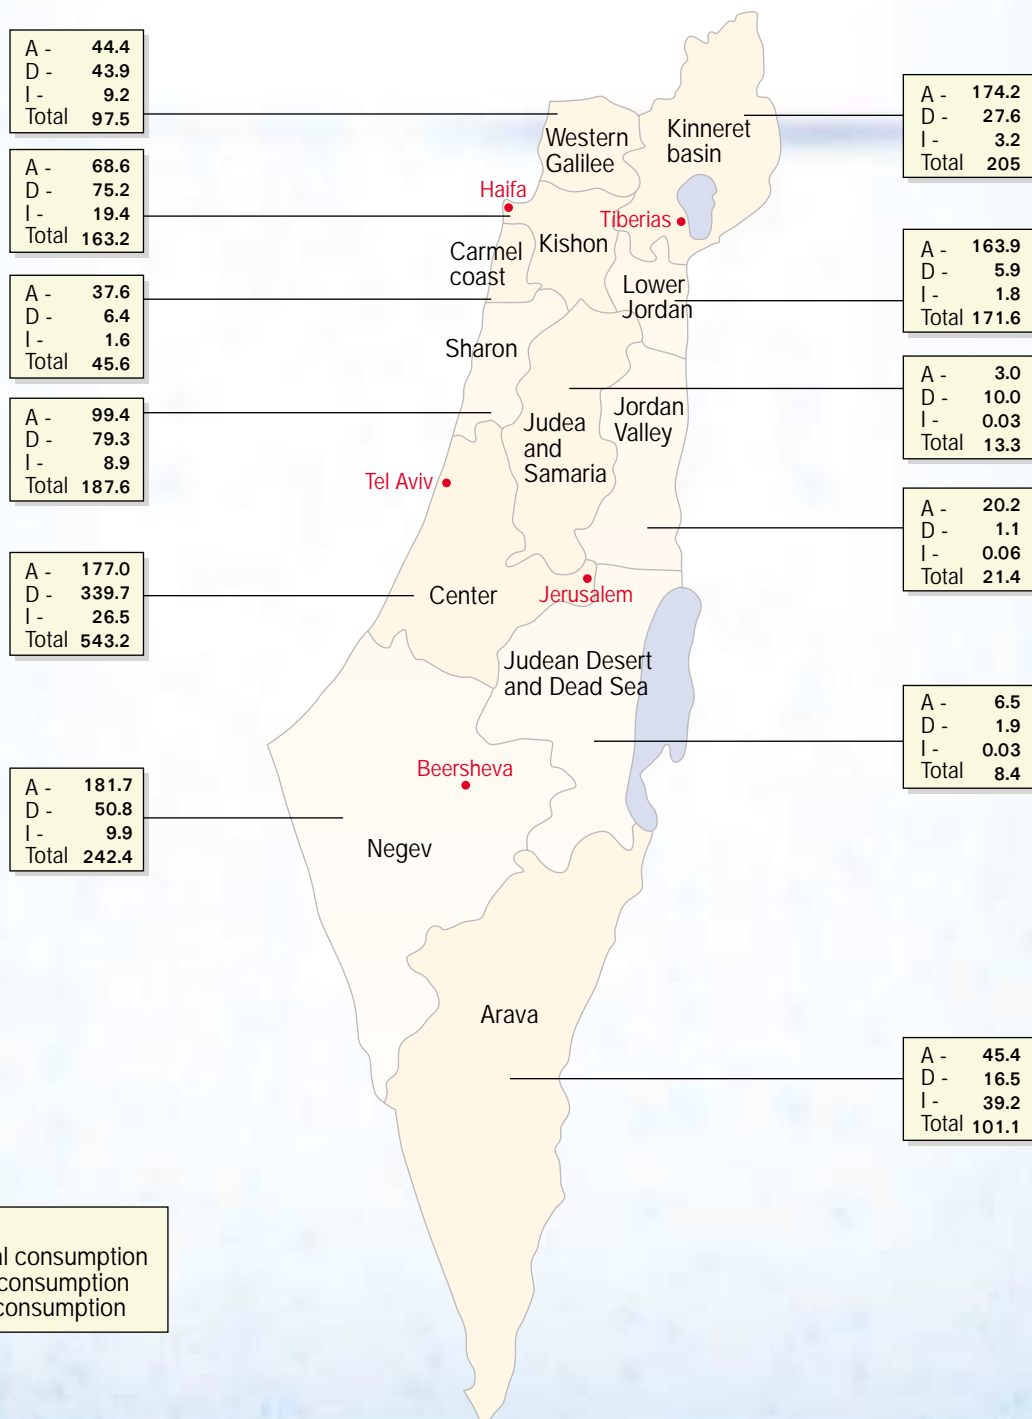 A - 44.4
D - 43.9
I - 9.2
Total 97.5
A - 68.6
D - 75.2
I - 19.4
Total 163.2
A - 37.6
D - 6.4
I - 1.6
Total 45.6
A - 99.4
D - 79.3
I - 8.9
Total 187.6
A - 177.0
D - 339.7
I - 26.5
Total 543.2
A - 181.7
D - 50.8
I - 9.9
Total 242.4
Western
Galilee
Kinneret
basin
Haifa
Tiberias
Kishon
Carmel
coast
Lower
Jordan
Sharon
Jordan
Valley
Judea
and
Samaria
Tel Aviv
Center
Jerusalem
Judean Desert
and Dead Sea
Beersheva
Negev
Arava
A - 174.2
D - 27.6
I - 3.2
Total 205
A - 163.9
D - 5.9
I - 1.8
Total 171.6
A - 3.0
D - 10.0
I - 0.03
Total 13.3
A - 20.2
D - 1.1
I - 0.06
Total 21.4
A - 6.5
D - 1.9
I - 0.03
Total 8.4
A - 45.4
D - 16.5
I - 39.2
Total 101.1
consumption
consumption
consumption